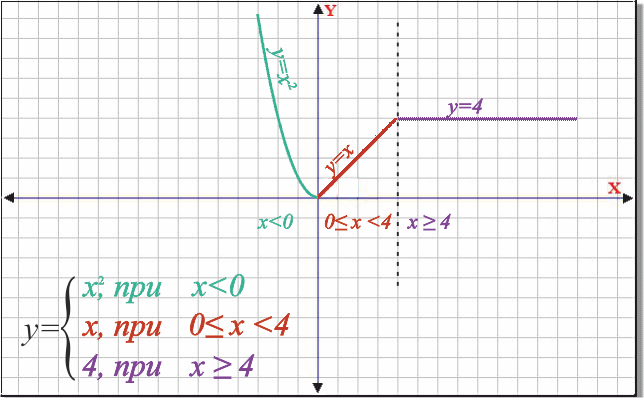 Y
y=x²
y=4
y=x
X
x<0 0≤x<4 x≥4
x², при x<0
y={ x, при 0≤x<4
4, при x≥4